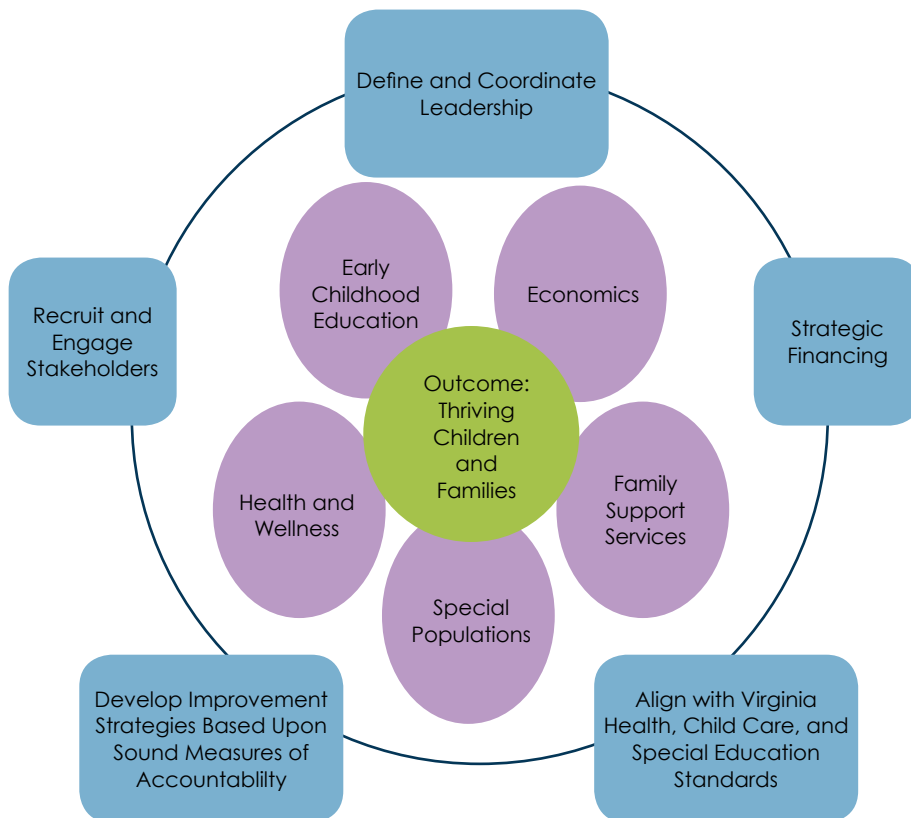 Define and Coordinate
Leadership
Early
Childhood
Education
Economics
Recruit and
Engage
Stakeholders
Strategic
Financing
Outcome:
Thriving
Children
and
Families
Health and
Wellness
Family
Support
Services
Special
Populations
Develop Improvement
Strategies Based Upon
Sound Measures of
Accountablilty
Align with Virginia
Health, Child Care, and
Special Education
Standards